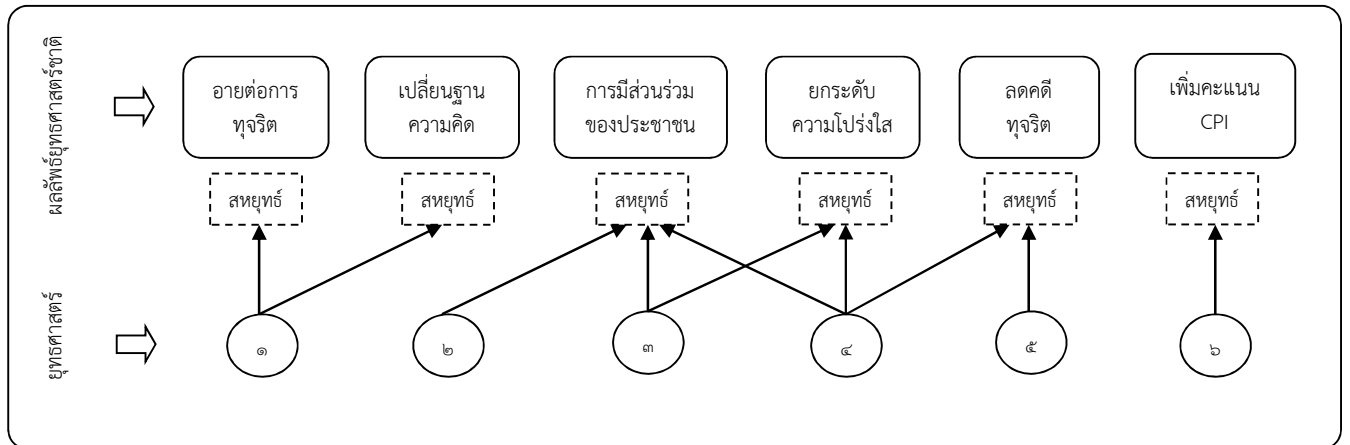 ผลลัพธ์ยุทธศาสตร์ชาติ
อายต่อการ
ทุจริต
เปลี่ยนฐาน
ความคิด
การมีส่วนร่วม
ของประชาชน
ยกระดับ
ความโปร่งใส
ลดคดี
ทุจริต
เพิ่มคะแนน
CPI
สหยุทธ์
สหยุทธ์
สหยุทธ์
สหยุทธ์
สหยุทธ์
สหยุทธ์
ยุทธศาสตร์
๑
๒
๓
๔
๕
๖